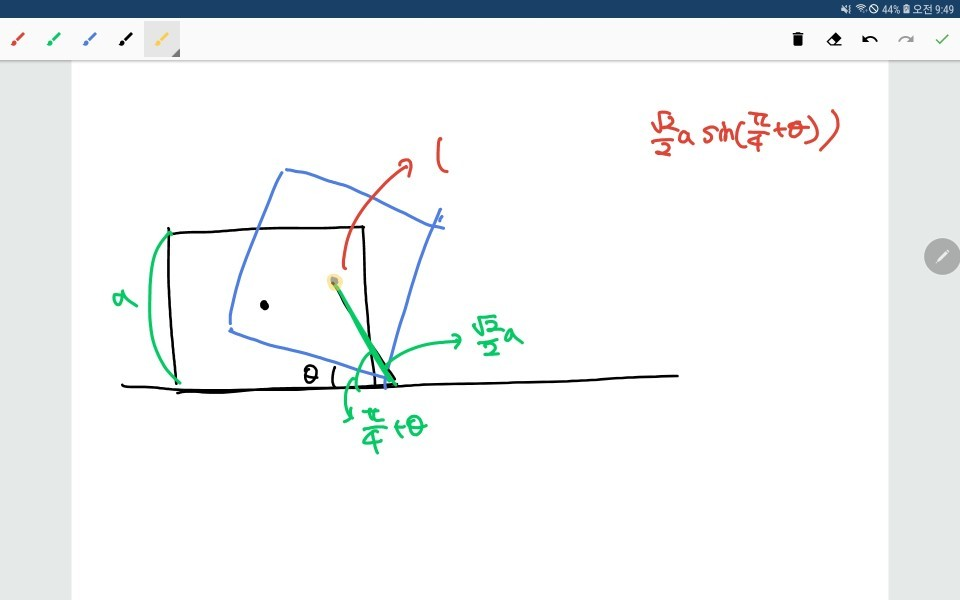 44% 오전 9:49
√2/2 a sin(π/4+θ))
(
a
√2/2 a
θ
π/4+θ